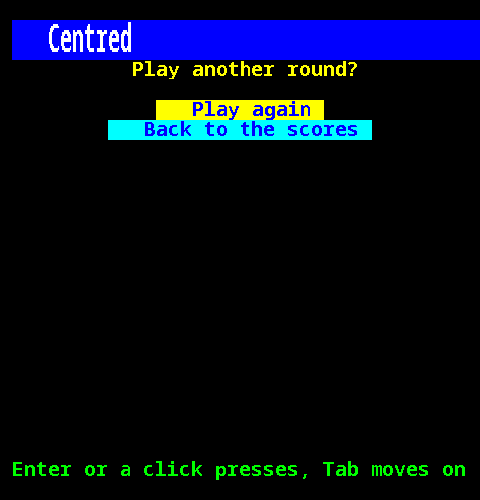 Centred
Play another round?
Play again
Back to the scores
Enter or a click presses, Tab moves on